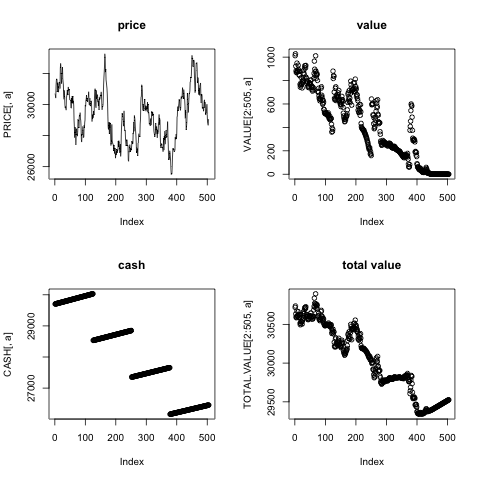 price
PRICE[, a]
30000
26000
0 100 200 300 400 500
Index
value
VALUE[2:505, a]
1000
600
200
0
0 100 200 300 400 500
Index
cash
CASH[, a]
29000
27000
0 100 200 300 400 500
Index
total value
TOTAL.VALUE[2:505, a]
30500
30000
29500
0 100 200 300 400 500
Index